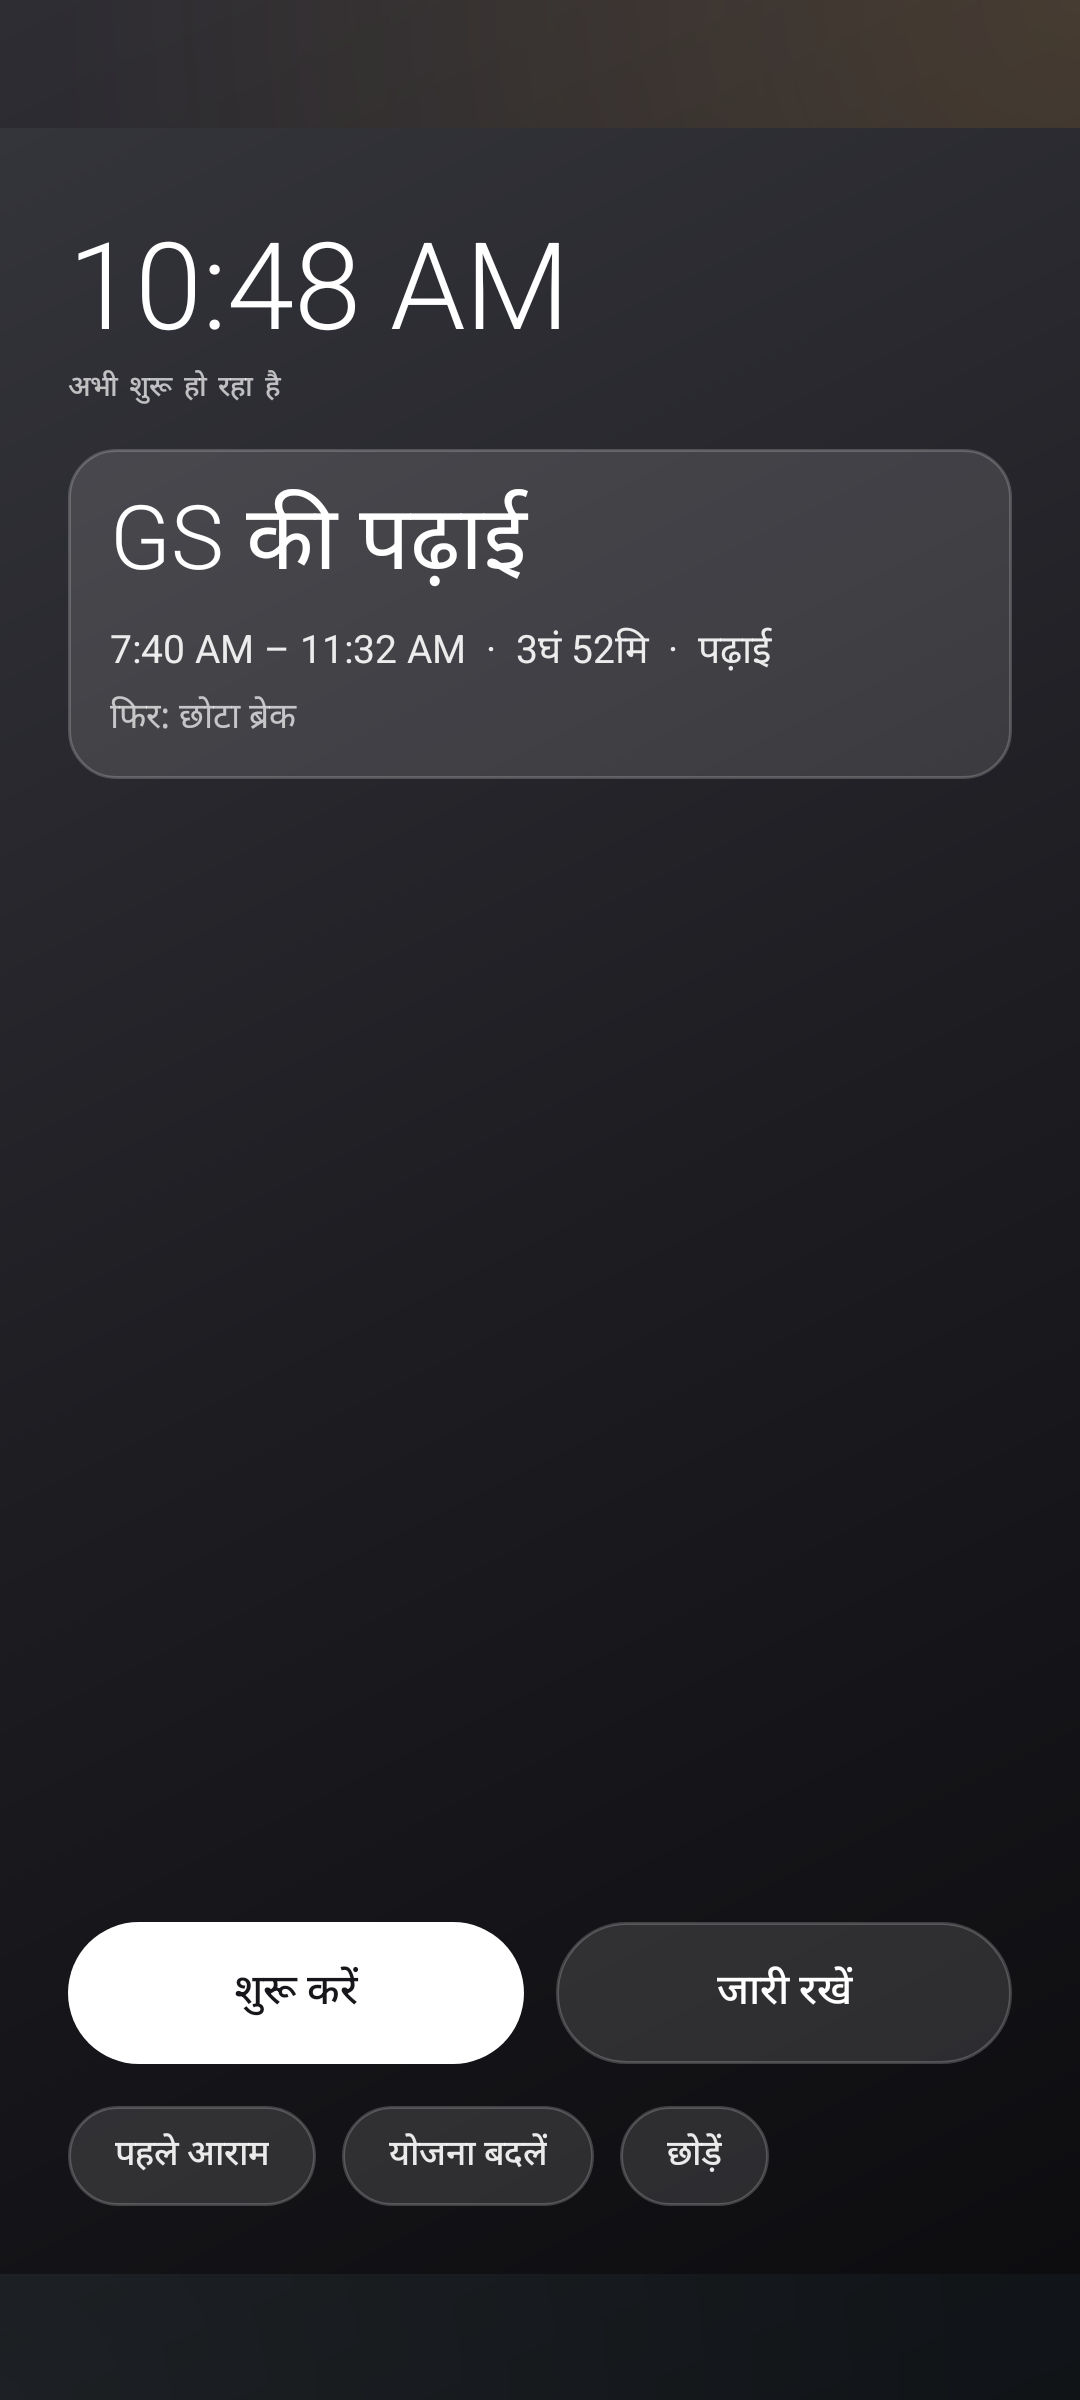 10:48 AM
अभी शुरू हो रहा है
GS की पढ़ाई
7:40 AM – 11:32 AM · 3घं 52मि · पढ़ाई
फिर: छोटा ब्रेक
शुरू करें
जारी रखें
पहले आराम
योजना बदलें
छोड़ें